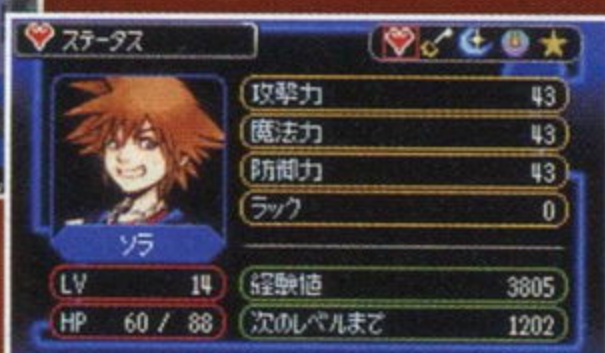 ステータス
攻撃力 43
魔法力 43
防御力 43
ラック 0
ソラ
LV 14
経験値 3805
HP 60 / 88
次のレベルまで 1202